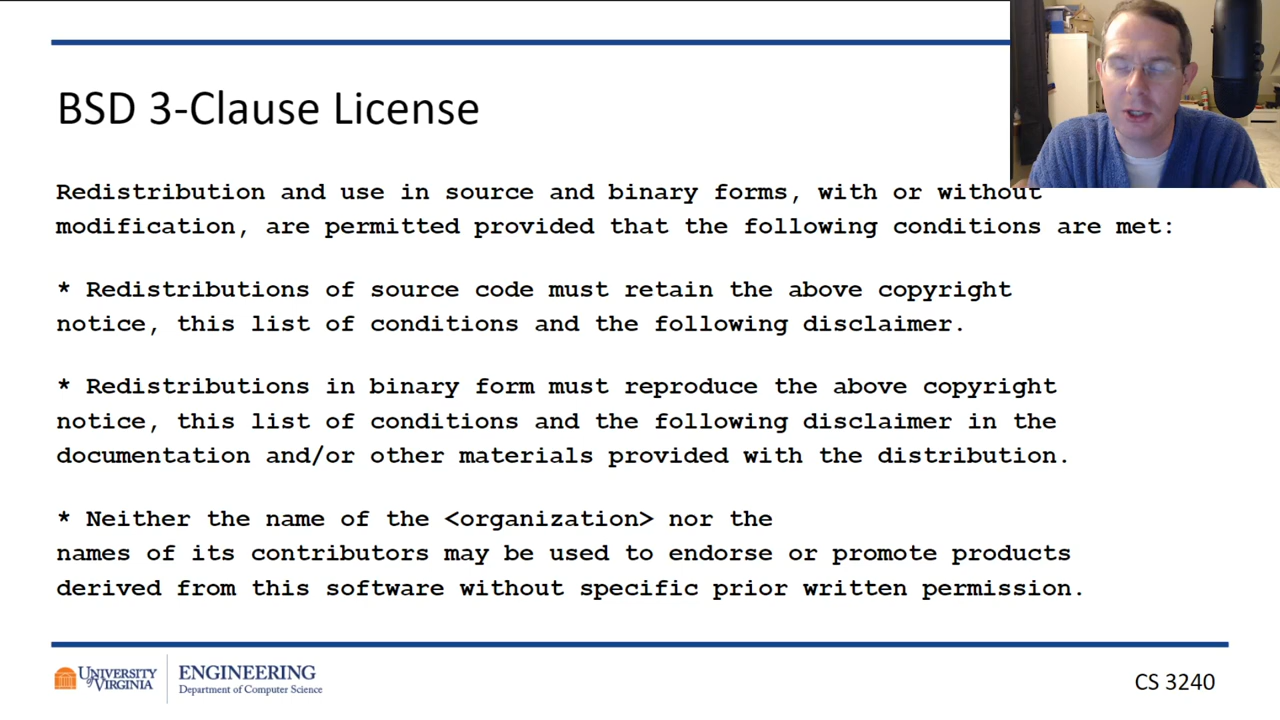 BSD 3-Clause License
Redistribution and use in source and binary forms, with or without
modification, are permitted provided that the following conditions are met:
* Redistributions of source code must retain the above copyright
notice, this list of conditions and the following disclaimer.
* Redistributions in binary form must reproduce the above copyright
notice, this list of conditions and the following disclaimer in the
documentation and/or other materials provided with the distribution.
* Neither the name of the <organization> nor the
names of its contributors may be used to endorse or promote products
derived from this software without specific prior written permission.
UNIVERSITY
of VIRGINIA
ENGINEERING
Department of Computer Science
CS 3240